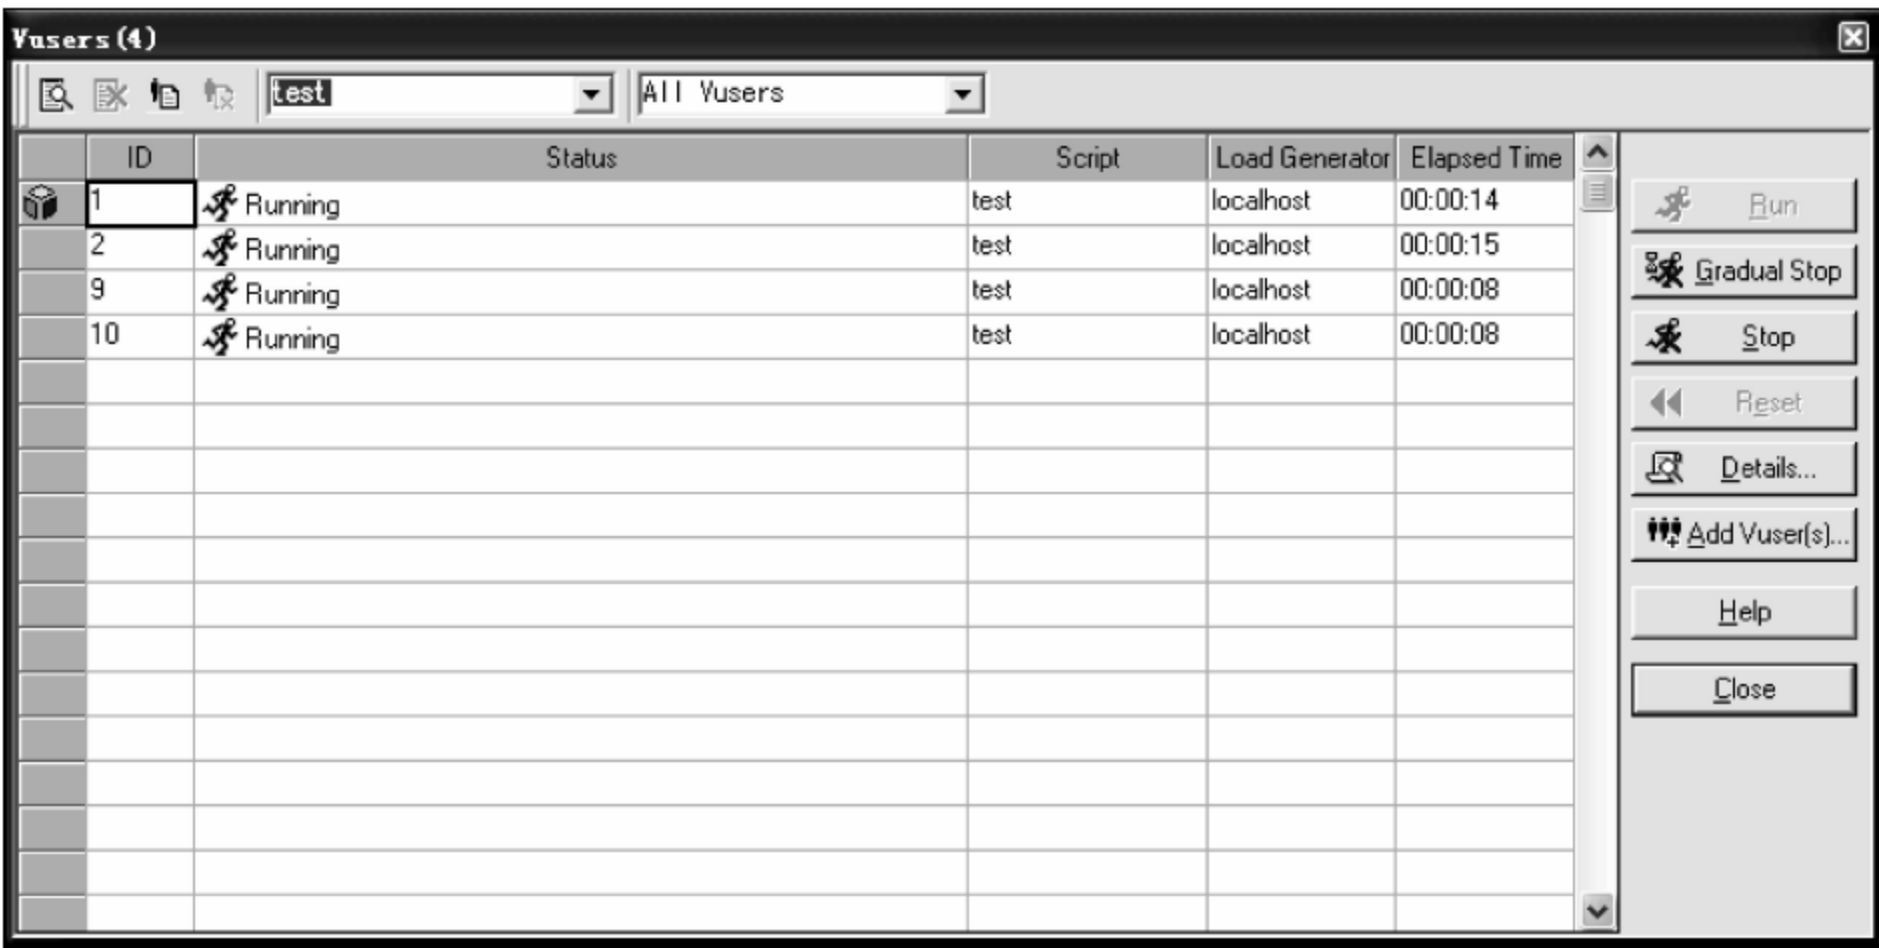 Vusers(4)
test All Vusers
ID Status Script Load Generator Elapsed Time
1 Running test localhost 00:00:14
2 Running test localhost 00:00:15
9 Running test localhost 00:00:08
10 Running test localhost 00:00:08
Run
Gradual Stop
Stop
Reset
Details...
Add Vuser(s)...
Help
Close